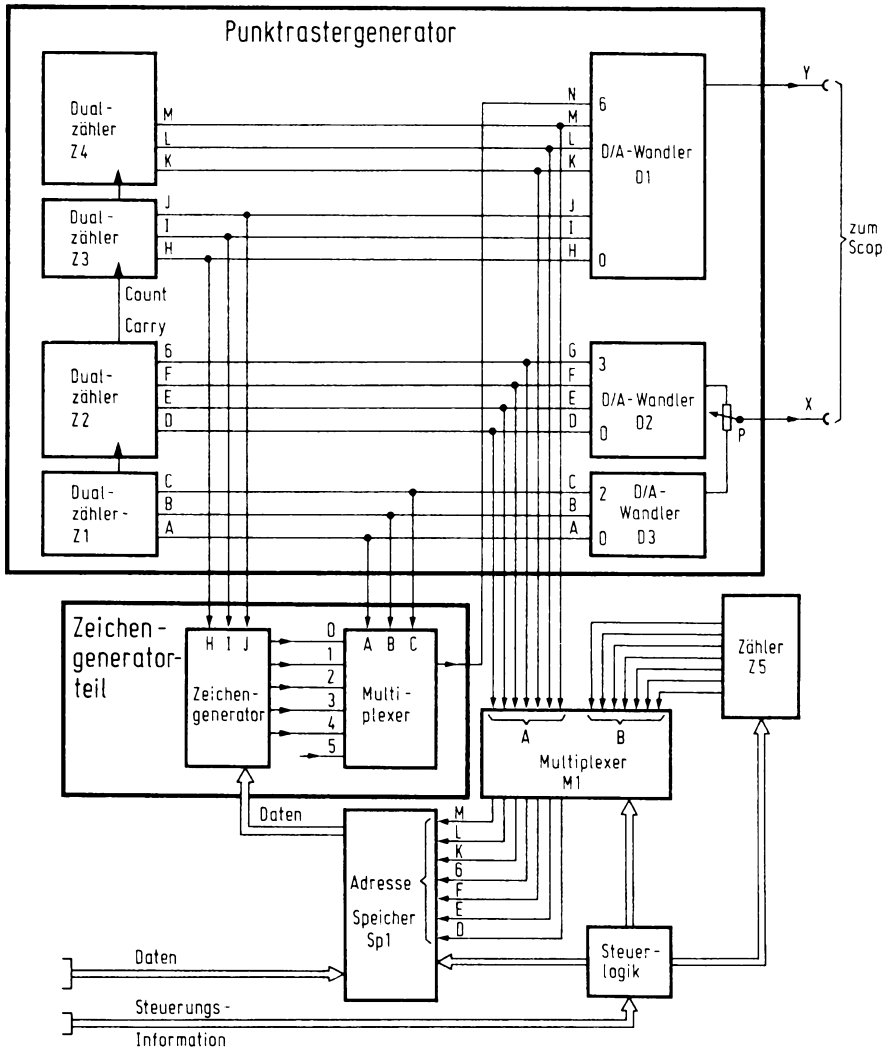 Punktrastergenerator
Dual-
zähler
Z4
M
L
K
N
6
M
L
K
D/A-Wandler
D1
Y
Dual-
zähler
Z3
J
I
H
J
I
H
0
zum
Scop
Count
Carry
Dual-
zähler
Z2
6
F
E
D
G
3
F
E
D
0
D/A-Wandler
D2
X
P
Dual-
zähler-
Z1
C
B
A
C
2
B
A
0
D/A-
Wandler
D3
Zeichen-
generator-
teil
H I J
Zeichen-
generator
0
1
2
3
4
5
A B C
Multi-
plexer
Zähler
Z5
A
B
Multiplexer
M1
Daten
M
L
K
6
F
E
D
Adresse
Speicher
Sp1
Steuer-
logik
Daten
Steuerungs-
Information